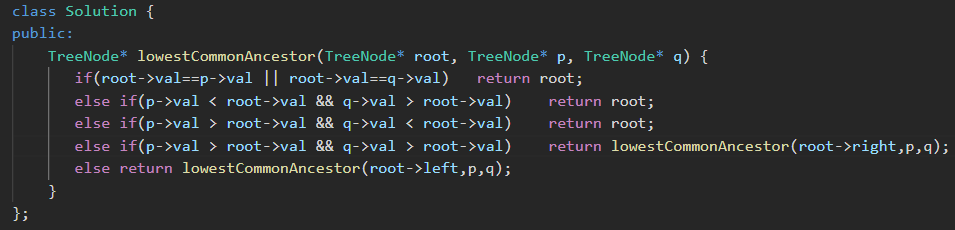 class Solution {
public:
    TreeNode* lowestCommonAncestor(TreeNode* root, TreeNode* p, TreeNode* q) {
        if(root->val==p->val || root->val==q->val)   return root;
        else if(p->val < root->val && q->val > root->val)    return root;
        else if(p->val > root->val && q->val < root->val)    return root;
        else if(p->val > root->val && q->val > root->val)    return lowestCommonAncestor(root->right,p,q);
        else return lowestCommonAncestor(root->left,p,q);
    }
};